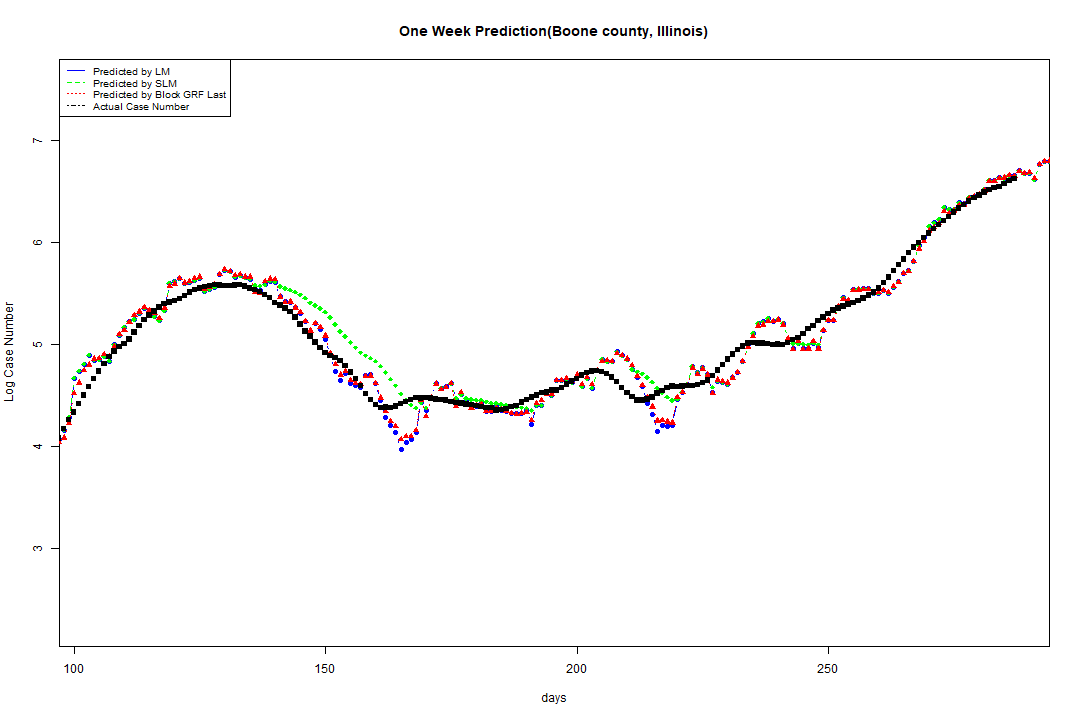 One Week Prediction(Boone county, Illinois)
Predicted by LM
Predicted by SLM
Predicted by Block GRF Last
Actual Case Number
7
6
5
4
3
Log Case Number
100 150 200 250
days